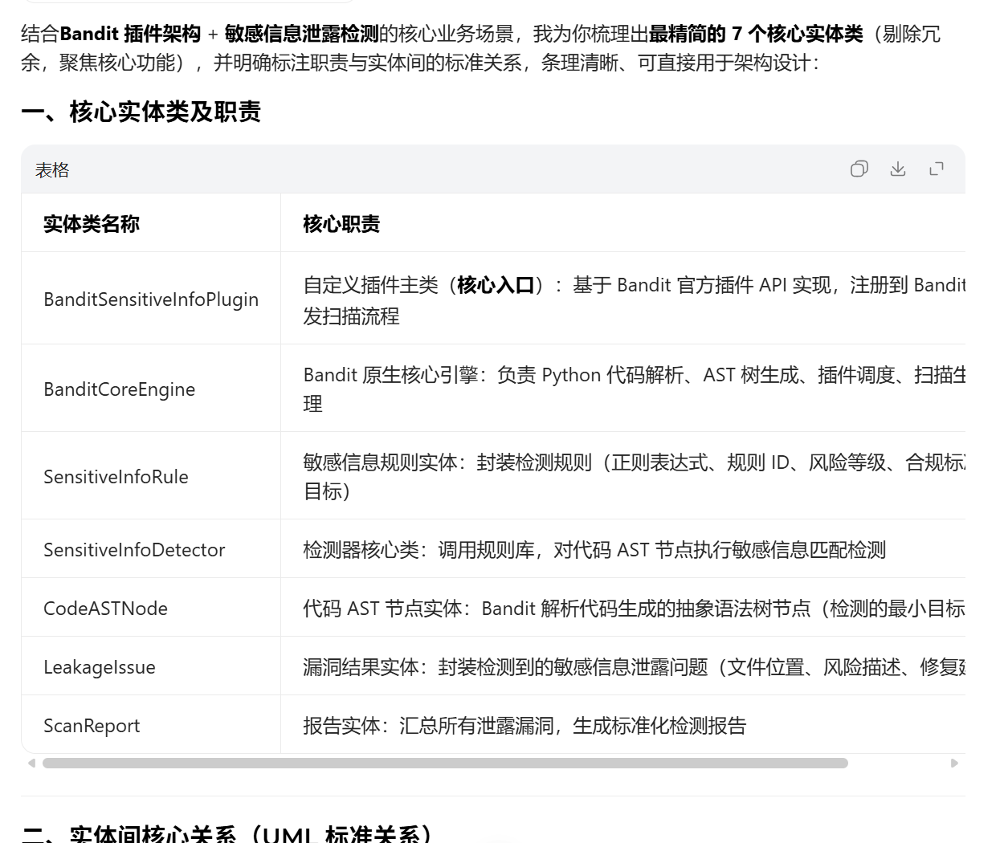 结合Bandit 插件架构 + 敏感信息泄露检测的核心业务场景，我为你梳理出最精简的 7 个核心实体类（剔除冗
余，聚焦核心功能），并明确标注职责与实体间的标准关系，条理清晰、可直接用于架构设计：
一、核心实体类及职责
表格
实体类名称
核心职责
BanditSensitiveInfoPlugin
自定义插件主类（核心入口）：基于 Bandit 官方插件 API 实现，注册到 Bandit
发扫描流程
BanditCoreEngine
Bandit 原生核心引擎：负责 Python 代码解析、AST 树生成、插件调度、扫描生
理
SensitiveInfoRule
敏感信息规则实体：封装检测规则（正则表达式、规则 ID、风险等级、合规标
目标）
SensitiveInfoDetector
检测器核心类：调用规则库，对代码 AST 节点执行敏感信息匹配检测
CodeASTNode
代码 AST 节点实体：Bandit 解析代码生成的抽象语法树节点（检测的最小目标
LeakageIssue
漏洞结果实体：封装检测到的敏感信息泄露问题（文件位置、风险描述、修复
ScanReport
报告实体：汇总所有泄露漏洞，生成标准化检测报告
二、实体间核心关系（UML 标准关系）